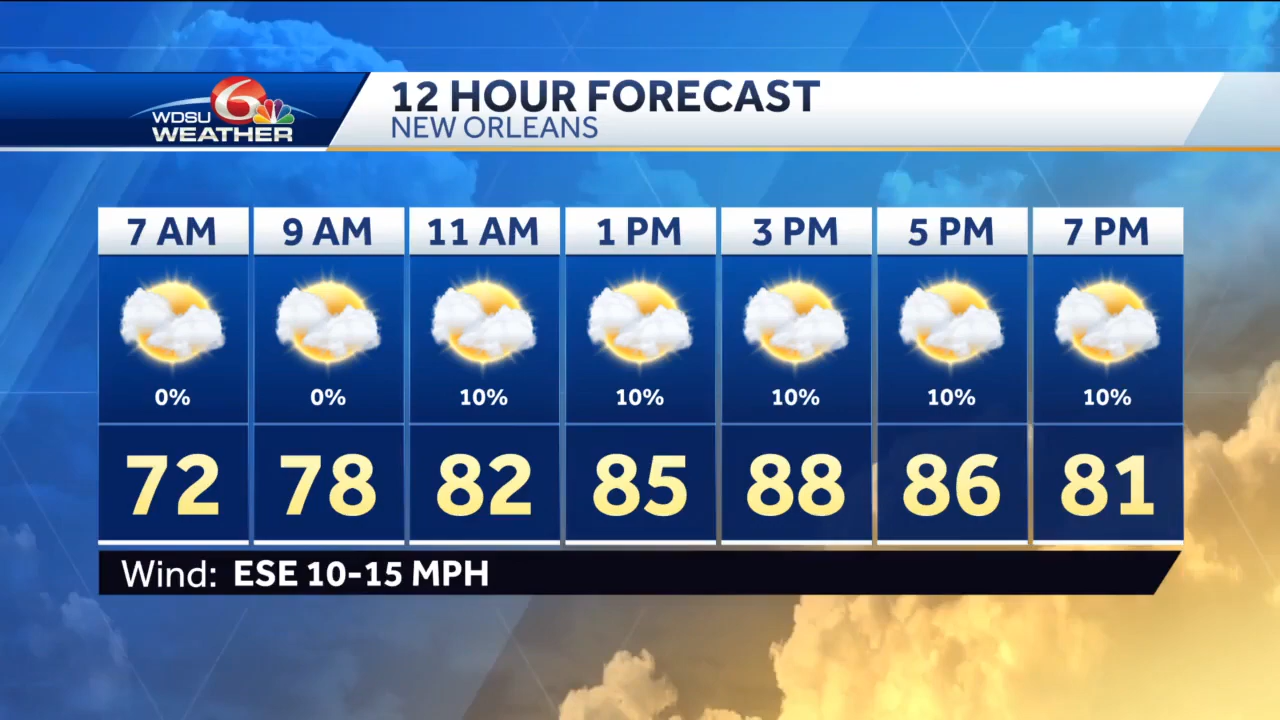 WDSU 6
WEATHER
12 HOUR FORECAST
NEW ORLEANS
7 AM 9 AM 11 AM 1 PM 3 PM 5 PM 7 PM
0% 0% 10% 10% 10% 10% 10%
72 78 82 85 88 86 81
Wind: ESE 10-15 MPH